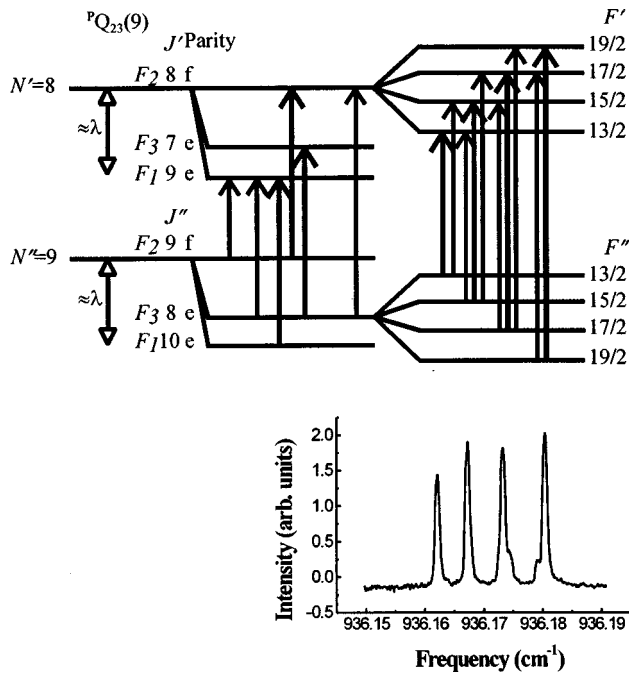 ᴾQ₂₃(9)
J′ Parity
F′
N′=8
F2 8 f
19/2
17/2
15/2
13/2
≈λ
F3 7 e
F1 9 e
J″
F″
N″=9
F2 9 f
13/2
15/2
17/2
19/2
≈λ
F3 8 e
F1 10 e
Intensity (arb. units)
2.0
1.5
1.0
0.5
0.0
-0.5
936.15 936.16 936.17 936.18 936.19
Frequency (cm⁻¹)